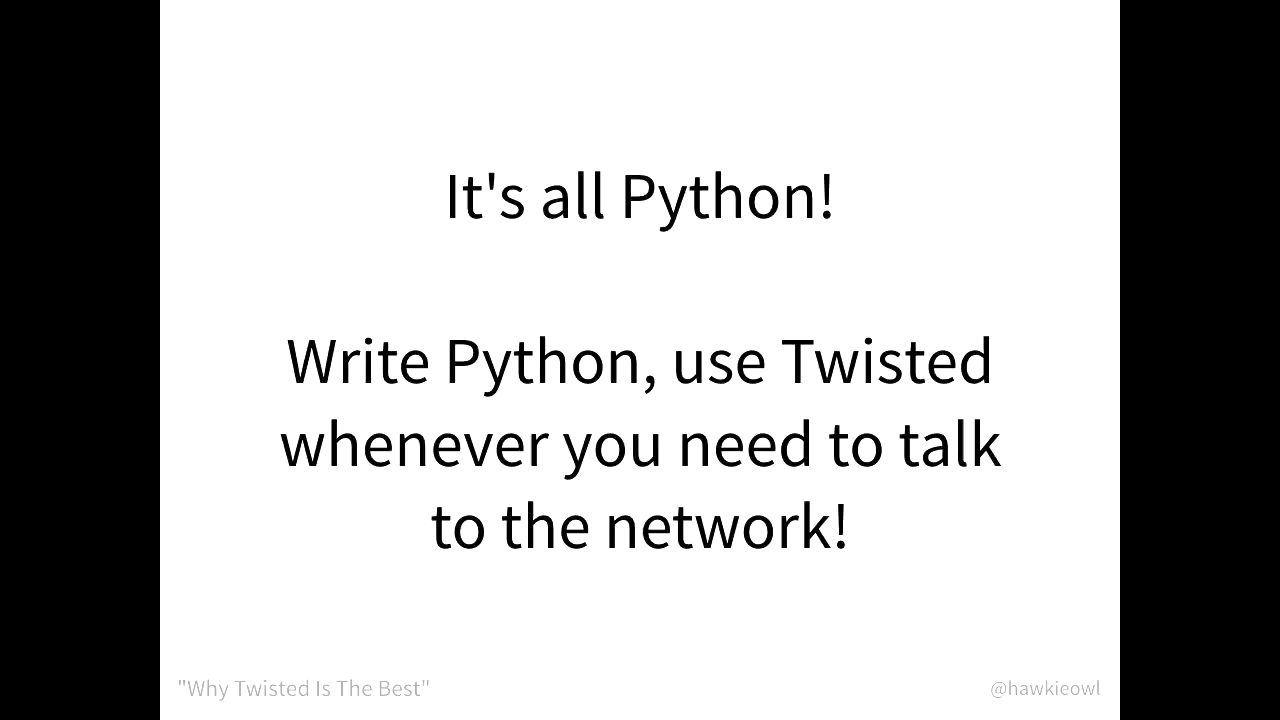 It's all Python!
Write Python, use Twisted
whenever you need to talk
to the network!
"Why Twisted Is The Best"
@hawkieowl